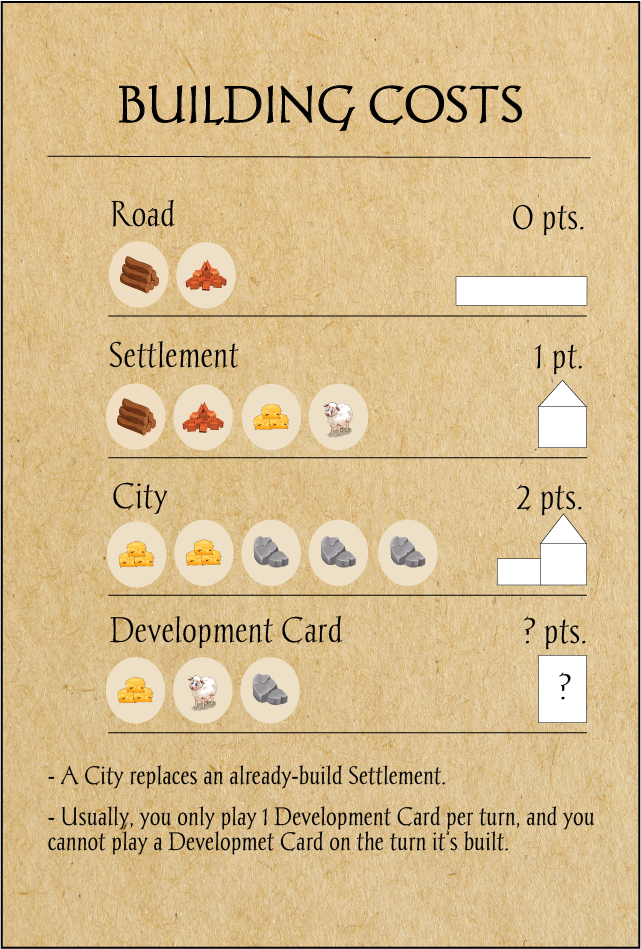 BUILDING COSTS
Road
0 pts.
Settlement
1 pt.
City
2 pts.
Development Card
? pts.
?
- A City replaces an already-build Settlement.
- Usually, you only play 1 Development Card per turn, and you
cannot play a Developmet Card on the turn it's built.